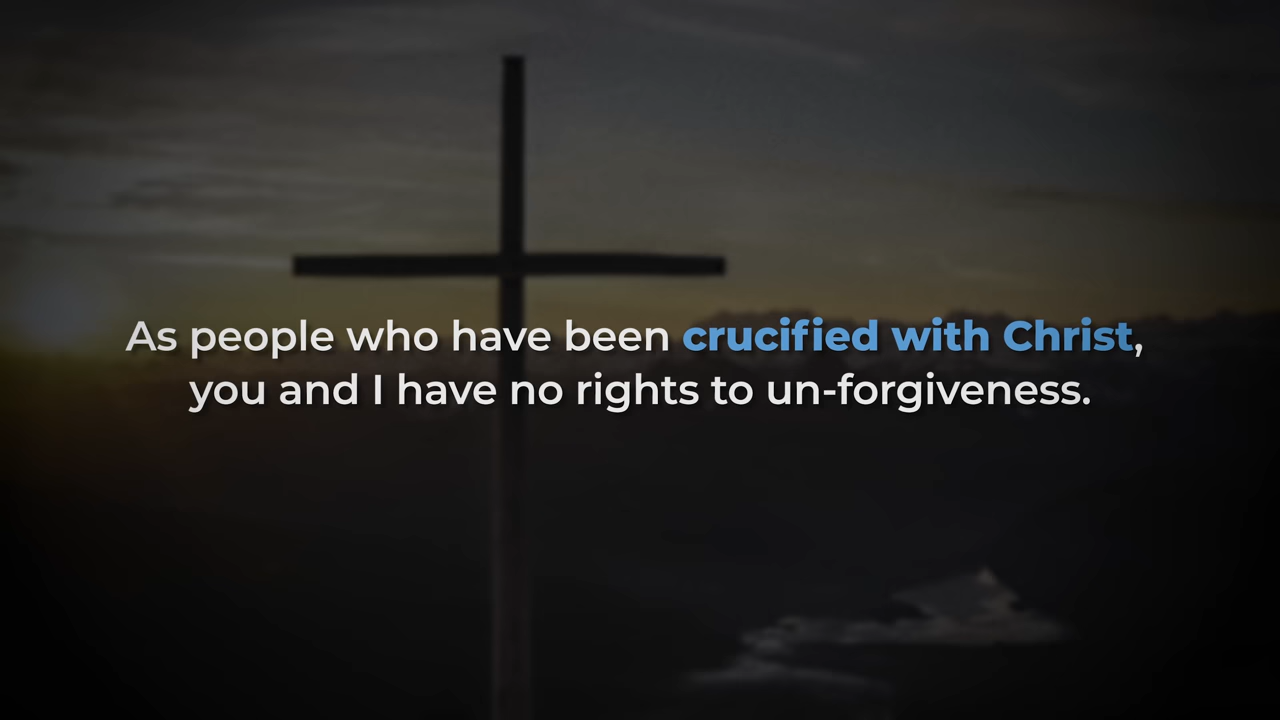 As people who have been crucified with Christ,
you and I have no rights to un-forgiveness.